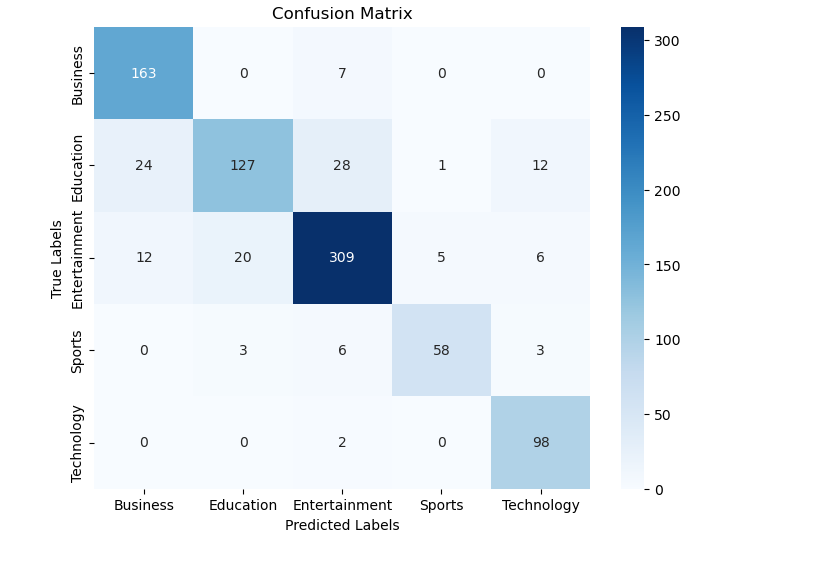 Confusion Matrix
Business 163 0 7 0 0
Education 24 127 28 1 12
Entertainment 12 20 309 5 6
Sports 0 3 6 58 3
Technology 0 0 2 0 98
True Labels
Business Education Entertainment Sports Technology
Predicted Labels
300
250
200
150
100
50
0